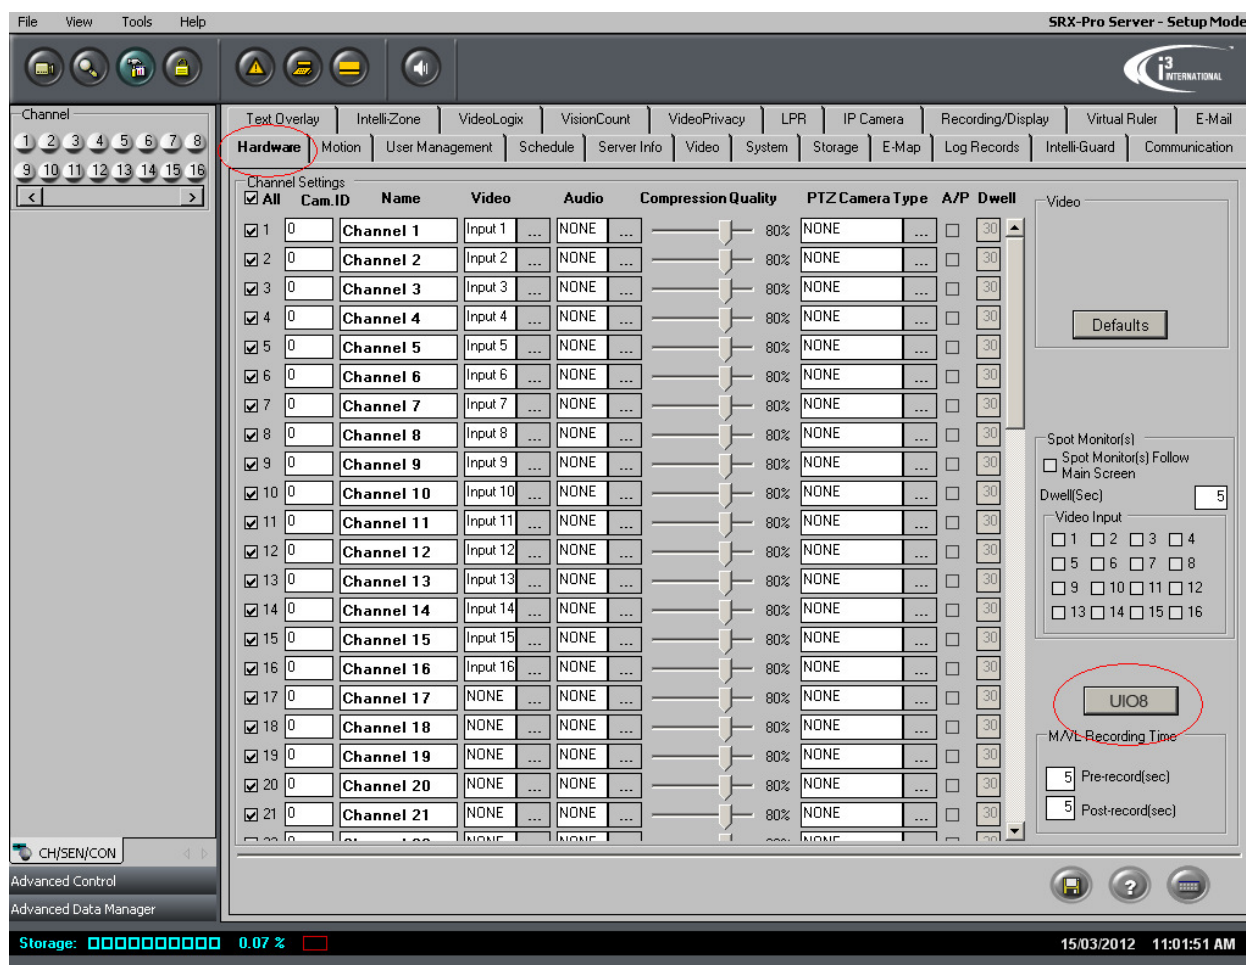 File View Tools Help SRX-Pro Server - Setup Mode
i3 INTERNATIONAL
Channel
1 2 3 4 5 6 7 8
9 10 11 12 13 14 15 16
Text Overlay Intelli-Zone VideoLogix VisionCount VideoPrivacy LPR IP Camera Recording/Display Virtual Ruler E-Mail
Hardware Motion User Management Schedule Server Info Video System Storage E-Map Log Records Intelli-Guard Communication
Channel Settings
All Cam.ID Name Video Audio Compression Quality PTZ Camera Type A/P Dwell
1 0 Channel 1 Input 1 ... NONE ... 80% NONE ... 30
2 0 Channel 2 Input 2 ... NONE ... 80% NONE ... 30
3 0 Channel 3 Input 3 ... NONE ... 80% NONE ... 30
4 0 Channel 4 Input 4 ... NONE ... 80% NONE ... 30
5 0 Channel 5 Input 5 ... NONE ... 80% NONE ... 30
6 0 Channel 6 Input 6 ... NONE ... 80% NONE ... 30
7 0 Channel 7 Input 7 ... NONE ... 80% NONE ... 30
8 0 Channel 8 Input 8 ... NONE ... 80% NONE ... 30
9 0 Channel 9 Input 9 ... NONE ... 80% NONE ... 30
10 0 Channel 10 Input 10 ... NONE ... 80% NONE ... 30
11 0 Channel 11 Input 11 ... NONE ... 80% NONE ... 30
12 0 Channel 12 Input 12 ... NONE ... 80% NONE ... 30
13 0 Channel 13 Input 13 ... NONE ... 80% NONE ... 30
14 0 Channel 14 Input 14 ... NONE ... 80% NONE ... 30
15 0 Channel 15 Input 15 ... NONE ... 80% NONE ... 30
16 0 Channel 16 Input 16 ... NONE ... 80% NONE ... 30
17 0 Channel 17 NONE ... NONE ... 80% NONE ... 30
18 0 Channel 18 NONE ... NONE ... 80% NONE ... 30
19 0 Channel 19 NONE ... NONE ... 80% NONE ... 30
20 0 Channel 20 NONE ... NONE ... 80% NONE ... 30
21 0 Channel 21 NONE ... NONE ... 80% NONE ... 30
Video
Defaults
Spot Monitor(s)
Spot Monitor(s) Follow
Main Screen
Dwell(Sec) 5
Video Input
1 2 3 4
5 6 7 8
9 10 11 12
13 14 15 16
UIO8
M/VL Recording Time
5 Pre-record(sec)
5 Post-record(sec)
CH/SEN/CON
Advanced Control
Advanced Data Manager
Storage: 0.07 % 15/03/2012 11:01:51 AM